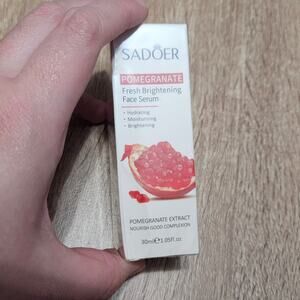 SADOER
POMEGRANATE
Fresh Brightening
Face Serum
• Hydrating
• Moisturizing
• Brightening
POMEGRANATE EXTRACT
NOURISH GOOD COMPLEXION
30ml℮1.05fl.oz